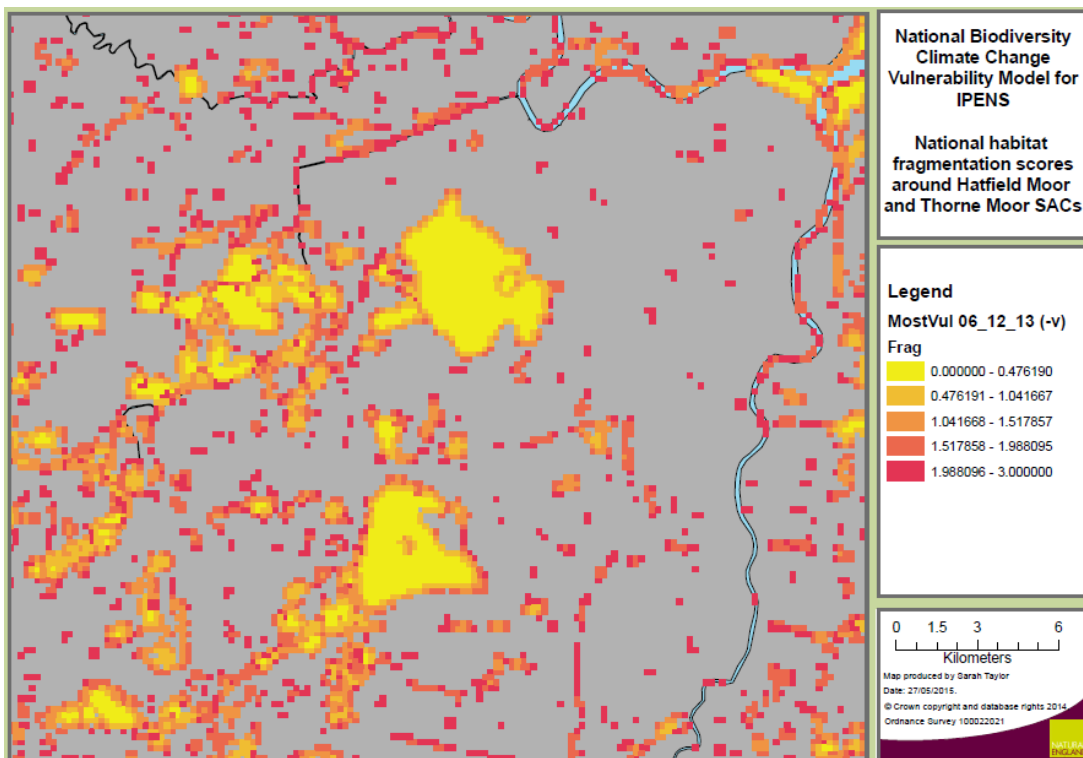 National Biodiversity
Climate Change
Vulnerability Model for
IPENS
National habitat
fragmentation scores
around Hatfield Moor
and Thorne Moor SACs
Legend
MostVul 06_12_13 (-v)
Frag
0.000000 - 0.476190
0.476191 - 1.041667
1.041668 - 1.517857
1.517858 - 1.988095
1.988096 - 3.000000
0 1.5 3 6
Kilometers
Map produced by Sarah Taylor
Date: 27/05/2015.
© Crown copyright and database rights 2014
Ordnance Survey 100022021
NATURAL
ENGLAND